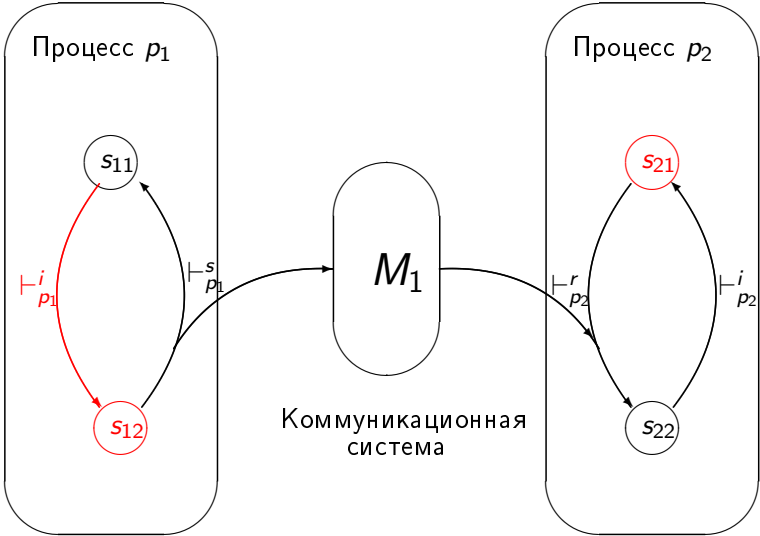 Процесс p₁
Процесс p₂
s₁₁
s₂₁
⊢ⁱₚ₁
⊢ˢₚ₁
M₁
⊢ʳₚ₂
⊢ⁱₚ₂
s₁₂
s₂₂
Коммуникационная
система